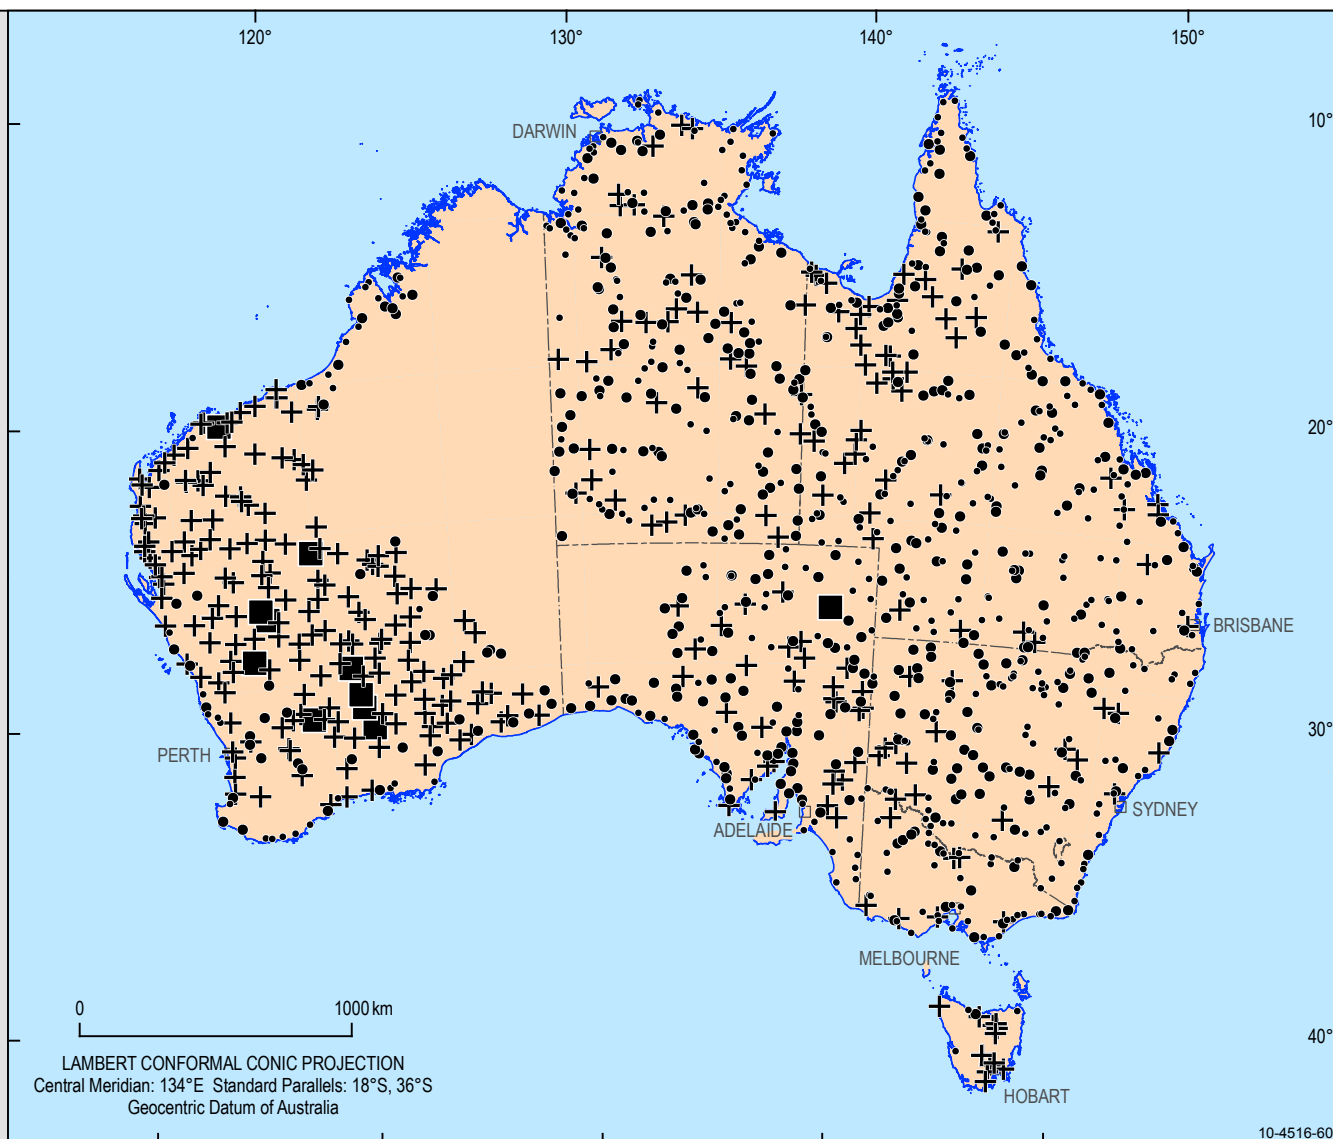 120°
130°
140°
150°
10°
DARWIN
20°
BRISBANE
30°
PERTH
SYDNEY
ADELAIDE
MELBOURNE
0
1000 km
40°
LAMBERT CONFORMAL CONIC PROJECTION
Central Meridian: 134°E Standard Parallels: 18°S, 36°S
Geocentric Datum of Australia
HOBART
10-4516-60